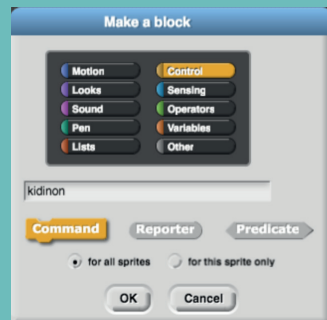 Make a block
Motion Control
Looks Sensing
Sound Operators
Pen Variables
Lists Other
kidinon
Command Reporter Predicate
for all sprites for this sprite only
OK Cancel